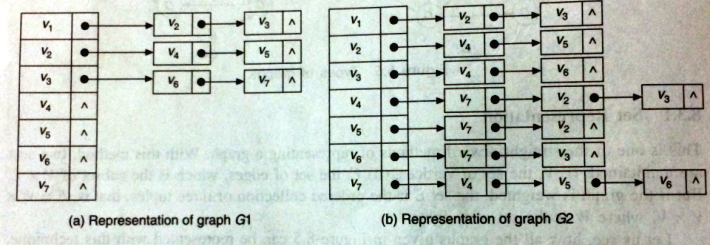 V1 V2 V3 ^
V2 V4 V5 ^
V3 V6 V7 ^
V4 ^
V5 ^
V6 ^
V7 ^
(a) Representation of graph G1
V1 V2 V3 ^
V2 V4 V5 ^
V3 V4 V6 ^
V4 V7 V2 V3 ^
V5 V7 V2 ^
V6 V7 V3 ^
V7 V4 V5 V6 ^
(b) Representation of graph G2